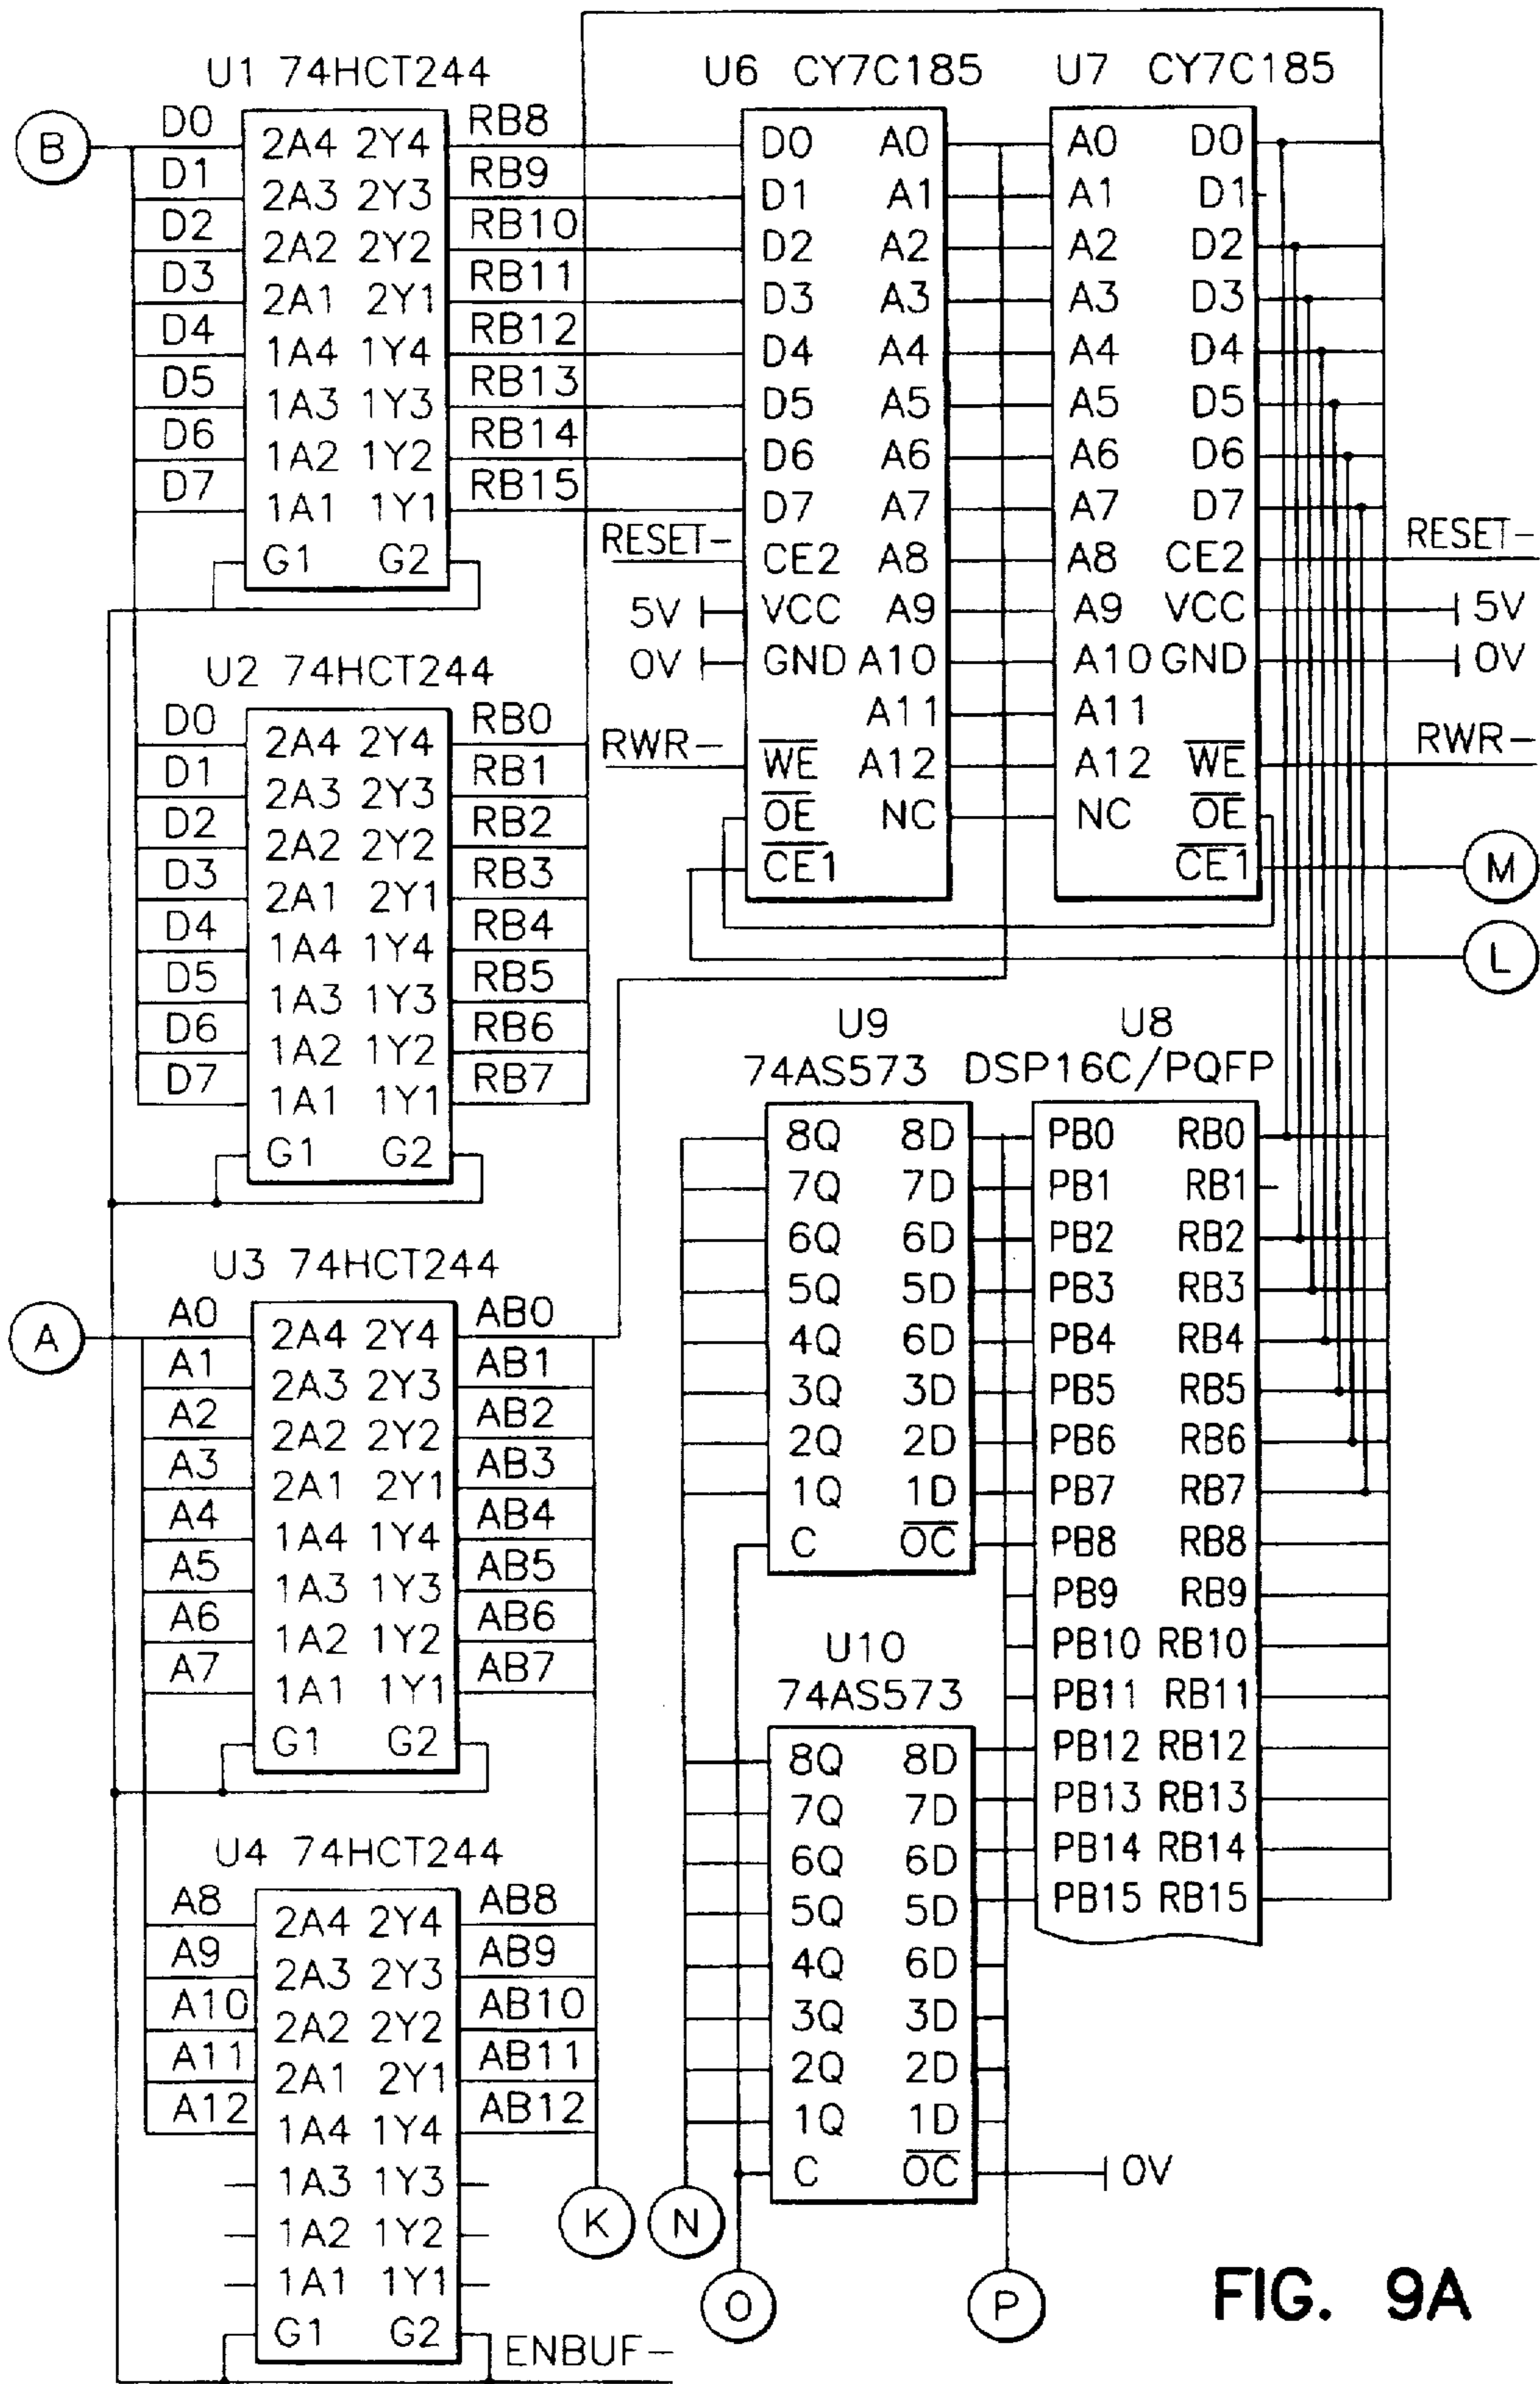 U1 74HCT244
B
D0 2A4 2Y4 RB8
D1 2A3 2Y3 RB9
D2 2A2 2Y2 RB10
D3 2A1 2Y1 RB11
D4 1A4 1Y4 RB12
D5 1A3 1Y3 RB13
D6 1A2 1Y2 RB14
D7 1A1 1Y1 RB15
G1 G2
U2 74HCT244
D0 2A4 2Y4 RB0
D1 2A3 2Y3 RB1
D2 2A2 2Y2 RB2
D3 2A1 2Y1 RB3
D4 1A4 1Y4 RB4
D5 1A3 1Y3 RB5
D6 1A2 1Y2 RB6
D7 1A1 1Y1 RB7
G1 G2
U3 74HCT244
A
A0 2A4 2Y4 AB0
A1 2A3 2Y3 AB1
A2 2A2 2Y2 AB2
A3 2A1 2Y1 AB3
A4 1A4 1Y4 AB4
A5 1A3 1Y3 AB5
A6 1A2 1Y2 AB6
A7 1A1 1Y1 AB7
G1 G2
U4 74HCT244
A8 2A4 2Y4 AB8
A9 2A3 2Y3 AB9
A10 2A2 2Y2 AB10
A11 2A1 2Y1 AB11
A12 1A4 1Y4 AB12
1A3 1Y3
1A2 1Y2
1A1 1Y1
G1 G2
ENBUF-
K
U6 CY7C185
D0 A0
D1 A1
D2 A2
D3 A3
D4 A4
D5 A5
D6 A6
D7 A7
RESET- CE2 A8
5V VCC A9
0V GND A10
A11
RWR- WE A12
OE NC
CE1
U7 CY7C185
A0 D0
A1 D1
A2 D2
A3 D3
A4 D4
A5 D5
A6 D6
A7 D7
A8 CE2 RESET-
A9 VCC 5V
A10 GND 0V
A11
A12 WE RWR-
NC OE
CE1 M
L
U9
74AS573
8Q 8D
7Q 7D
6Q 6D
5Q 5D
4Q 6D
3Q 3D
2Q 2D
1Q 1D
C OC
U8
DSP16C/PQFP
PB0 RB0
PB1 RB1
PB2 RB2
PB3 RB3
PB4 RB4
PB5 RB5
PB6 RB6
PB7 RB7
PB8 RB8
PB9 RB9
PB10 RB10
PB11 RB11
PB12 RB12
PB13 RB13
PB14 RB14
PB15 RB15
U10
74AS573
8Q 8D
7Q 7D
6Q 6D
5Q 5D
4Q 6D
3Q 3D
2Q 2D
1Q 1D
C OC 0V
N
O
P
FIG. 9A